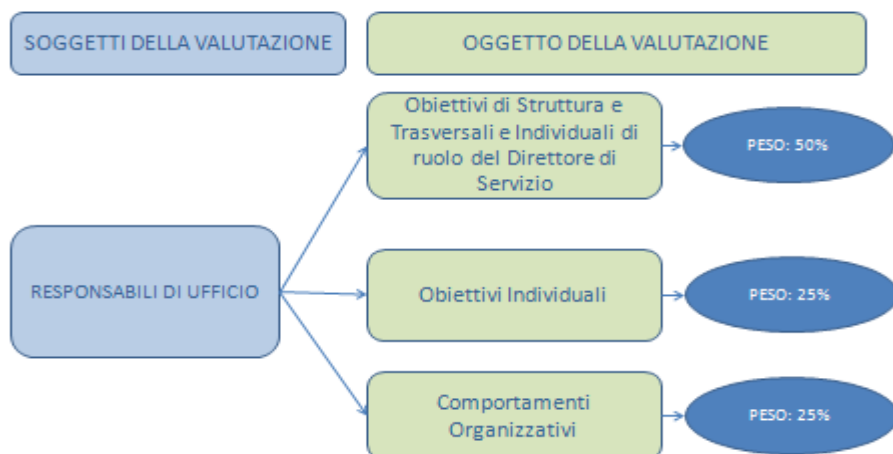 SOGGETTI DELLA VALUTAZIONE
OGGETTO DELLA VALUTAZIONE
Obiettivi di Struttura e
Trasversali e Individuali di
ruolo del Direttore di
Servizio
PESO: 50%
RESPONSABILI DI UFFICIO
Obiettivi Individuali
PESO: 25%
Comportamenti
Organizzativi
PESO: 25%